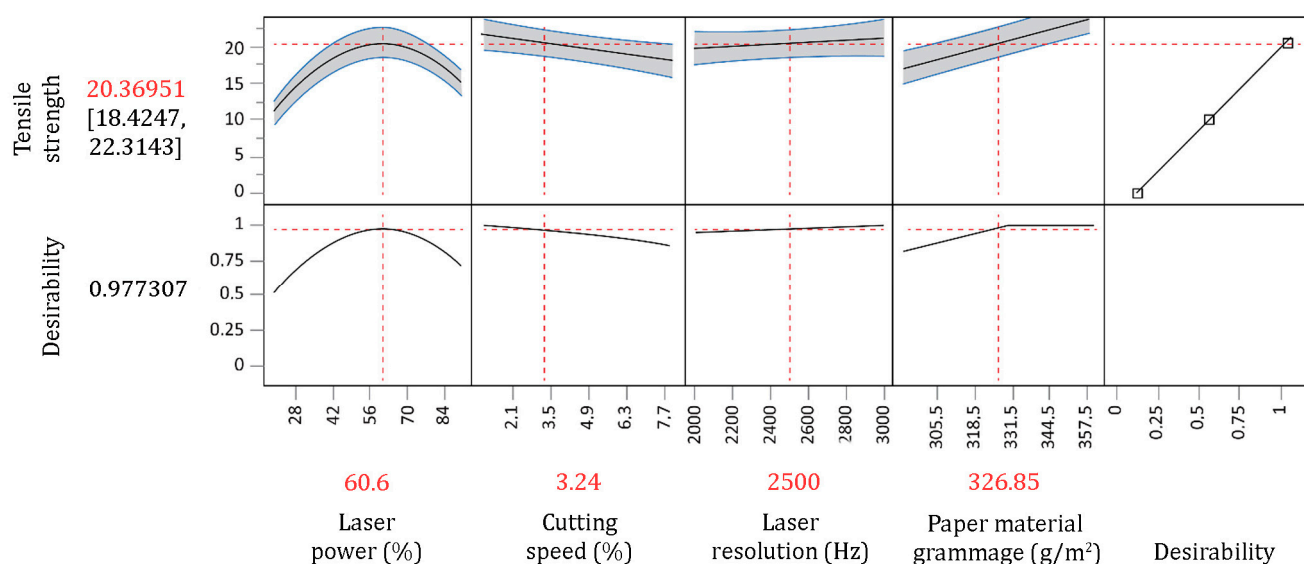 Tensile
strength
20.36951
[18.4247,
22.3143]
20
15
10
5
0
Desirability
0.977307
1
0.75
0.5
0.25
0
28 42 56 70 84
2.1 3.5 4.9 6.3 7.7
2000 2200 2400 2600 2800 3000
305.5 318.5 331.5 344.5 357.5
0 0.25 0.5 0.75 1
60.6 3.24 2500 326.85
Laser
power (%)
Cutting
speed (%)
Laser
resolution (Hz)
Paper material
grammage (g/m²)
Desirability